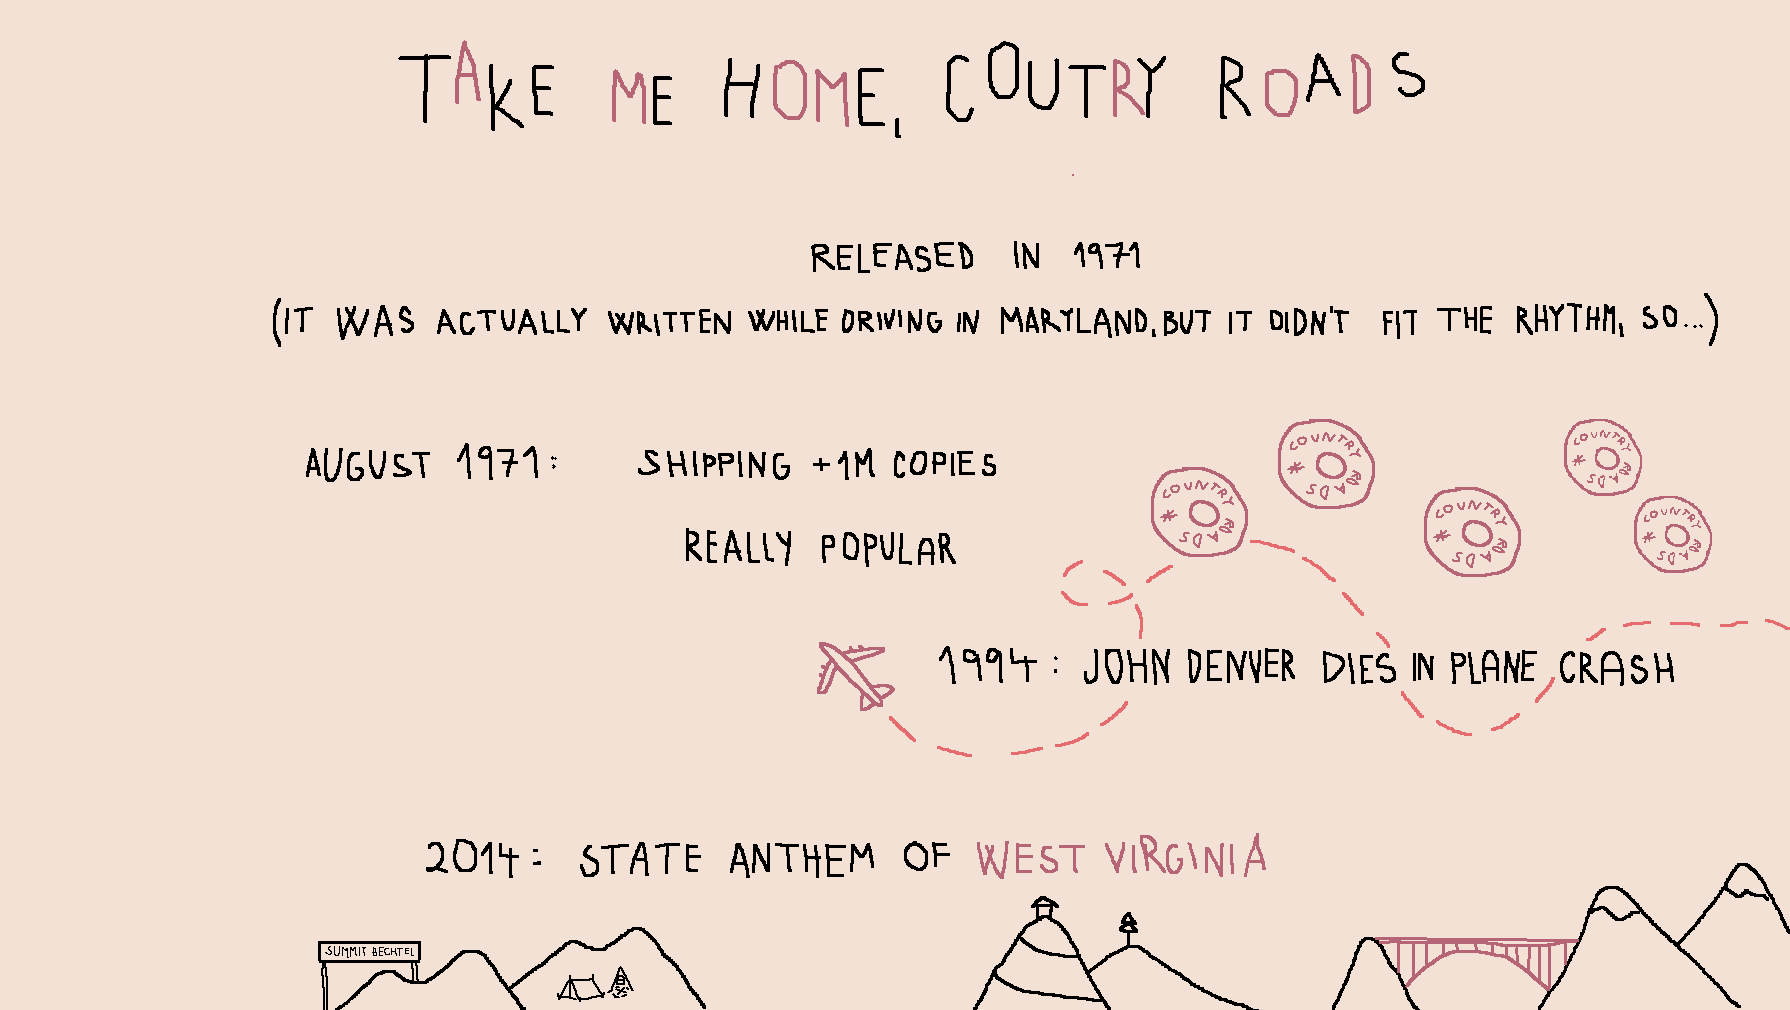 TAKE ME HOME, COUTRY ROADS
RELEASED IN 1971
(IT WAS ACTUALLY WRITTEN WHILE DRIVING IN MARYLAND, BUT IT DIDN'T FIT THE RHYTHM, SO...)
AUGUST 1971: SHIPPING +1M COPIES
REALLY POPULAR
COUNTRY ROADS *
COUNTRY ROADS *
COUNTRY ROADS *
COUNTRY ROADS *
COUNTRY ROADS *
1994: JOHN DENVER DIES IN PLANE CRASH
2014: STATE ANTHEM OF WEST VIRGINIA
SUMMIT BECHTEL